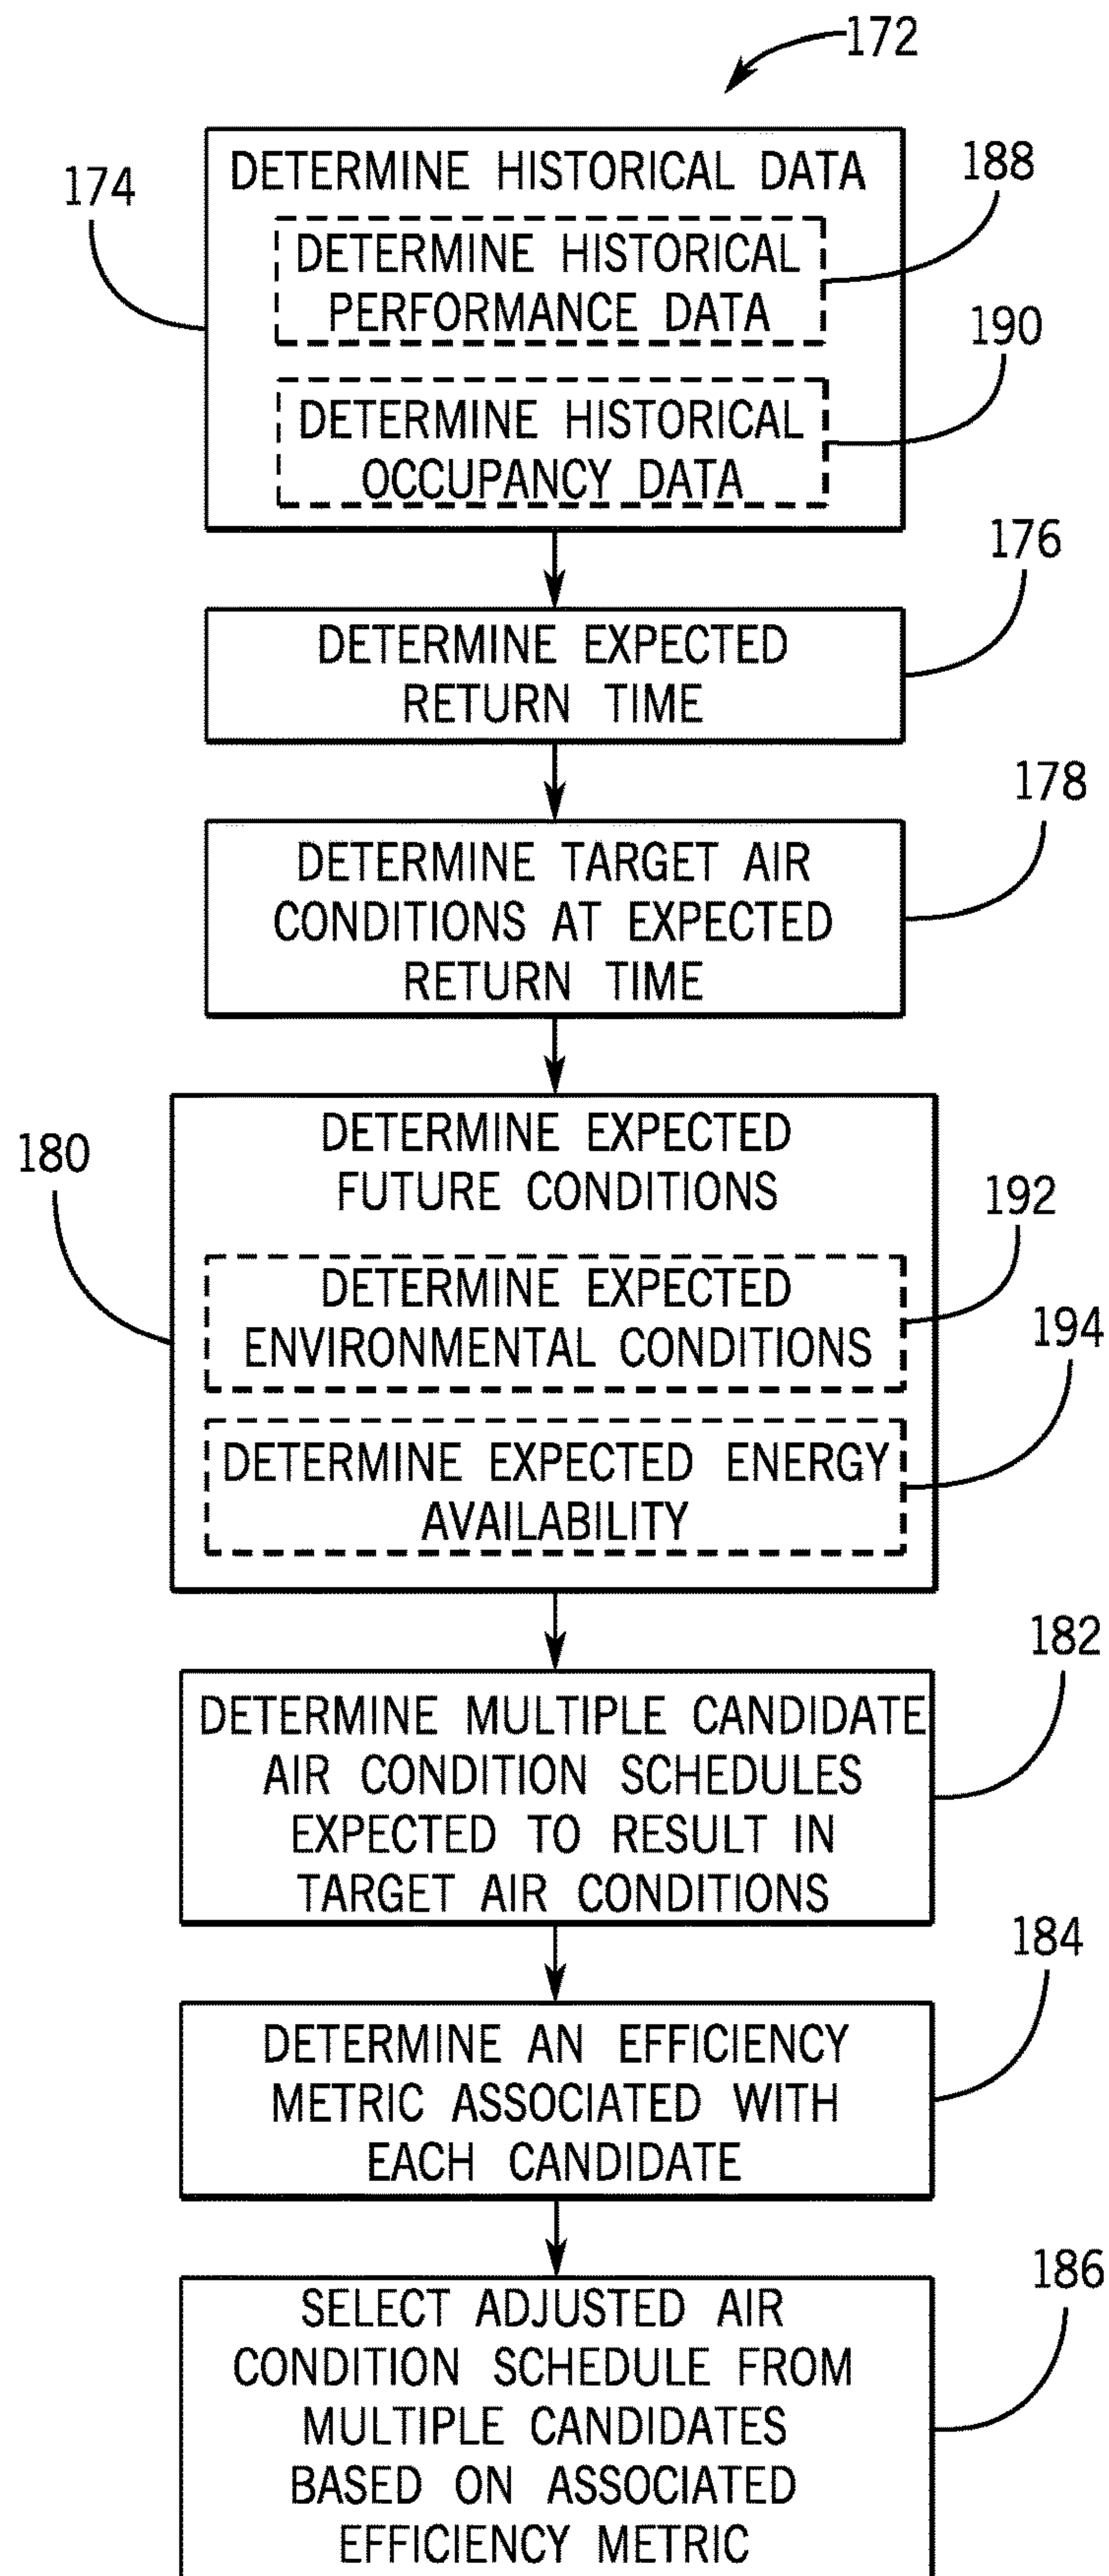 172
174
DETERMINE HISTORICAL DATA
188
DETERMINE HISTORICAL
PERFORMANCE DATA
190
DETERMINE HISTORICAL
OCCUPANCY DATA
176
DETERMINE EXPECTED
RETURN TIME
178
DETERMINE TARGET AIR
CONDITIONS AT EXPECTED
RETURN TIME
180
DETERMINE EXPECTED
FUTURE CONDITIONS
192
DETERMINE EXPECTED
ENVIRONMENTAL CONDITIONS
194
DETERMINE EXPECTED ENERGY
AVAILABILITY
182
DETERMINE MULTIPLE CANDIDATE
AIR CONDITION SCHEDULES
EXPECTED TO RESULT IN
TARGET AIR CONDITIONS
184
DETERMINE AN EFFICIENCY
METRIC ASSOCIATED WITH
EACH CANDIDATE
186
SELECT ADJUSTED AIR
CONDITION SCHEDULE FROM
MULTIPLE CANDIDATES
BASED ON ASSOCIATED
EFFICIENCY METRIC